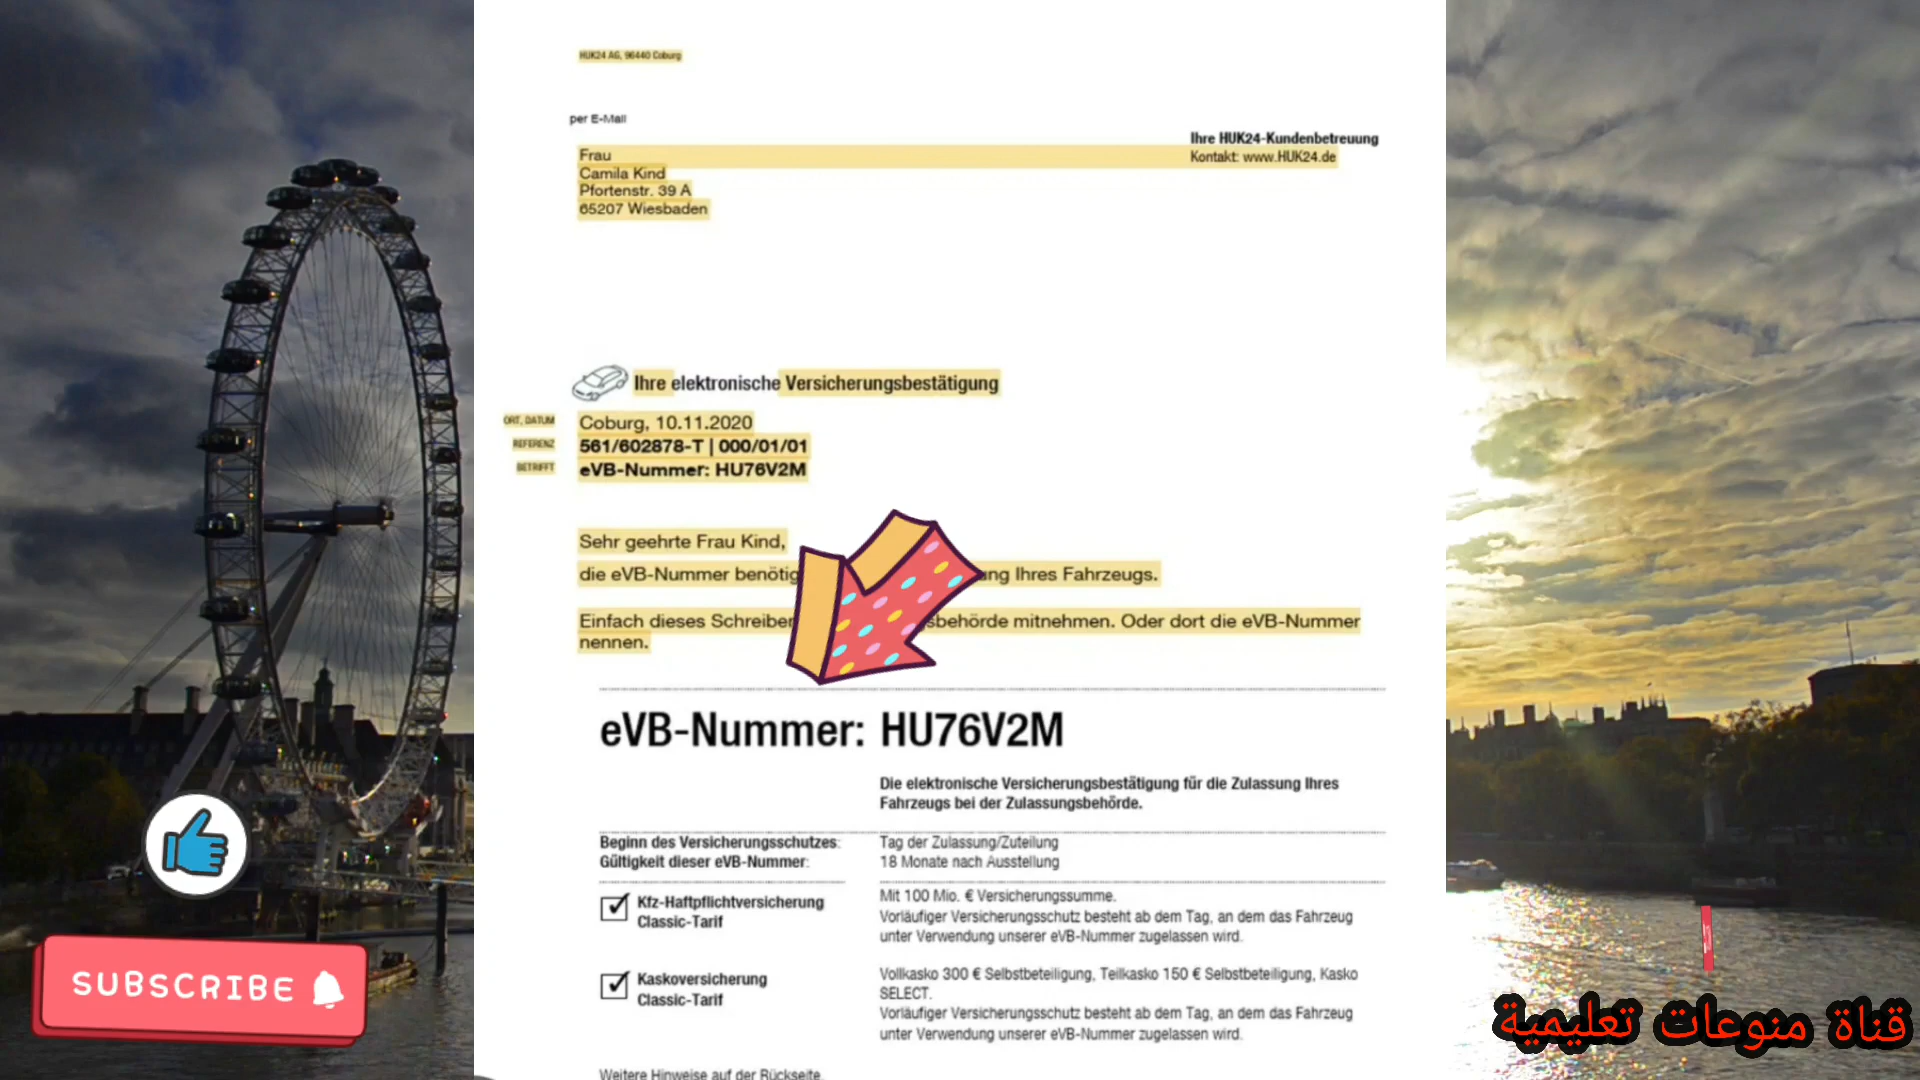 HUK24 AG, 96440 Coburg
per E-Mail
Ihre HUK24-Kundenbetreuung
Kontakt: www.HUK24.de
Frau
Camila Kind
Pfortenstr. 39 A
65207 Wiesbaden
Ihre elektronische Versicherungsbestätigung
ORT, DATUM Coburg, 10.11.2020
REFERENZ 561/602878-T | 000/01/01
BETRIFFT eVB-Nummer: HU76V2M
Sehr geehrte Frau Kind,
die eVB-Nummer Ihres Fahrzeugs.
Einfach dieses mitnehmen. Oder dort die eVB-Nummer
nennen.
eVB-Nummer: HU76V2M
Die elektronische Versicherungsbestätigung für die Zulassung Ihres
Fahrzeugs bei der Zulassungsbehörde.
Beginn des Versicherungsschutzes: Tag der Zulassung/Zuteilung
Gültigkeit dieser eVB-Nummer: 18 Monate nach Ausstellung
Kfz-Haftpflichtversicherung
Classic-Tarif
Mit 100 Mio. € Versicherungssumme.
Vorläufiger Versicherungsschutz besteht ab dem Tag, an dem das Fahrzeug
unter Verwendung unserer eVB-Nummer zugelassen wird.
Kaskoversicherung
Classic-Tarif
Vollkasko 300 € Selbstbeteiligung, Teilkasko 150 € Selbstbeteiligung, Kasko
SELECT.
Vorläufiger Versicherungsschutz besteht ab dem Tag, an dem das Fahrzeug
unter Verwendung unserer eVB-Nummer zugelassen wird.
Weitere Hinweise auf der Rückseite.
SUBSCRIBE
قناة منوعات تعليمية